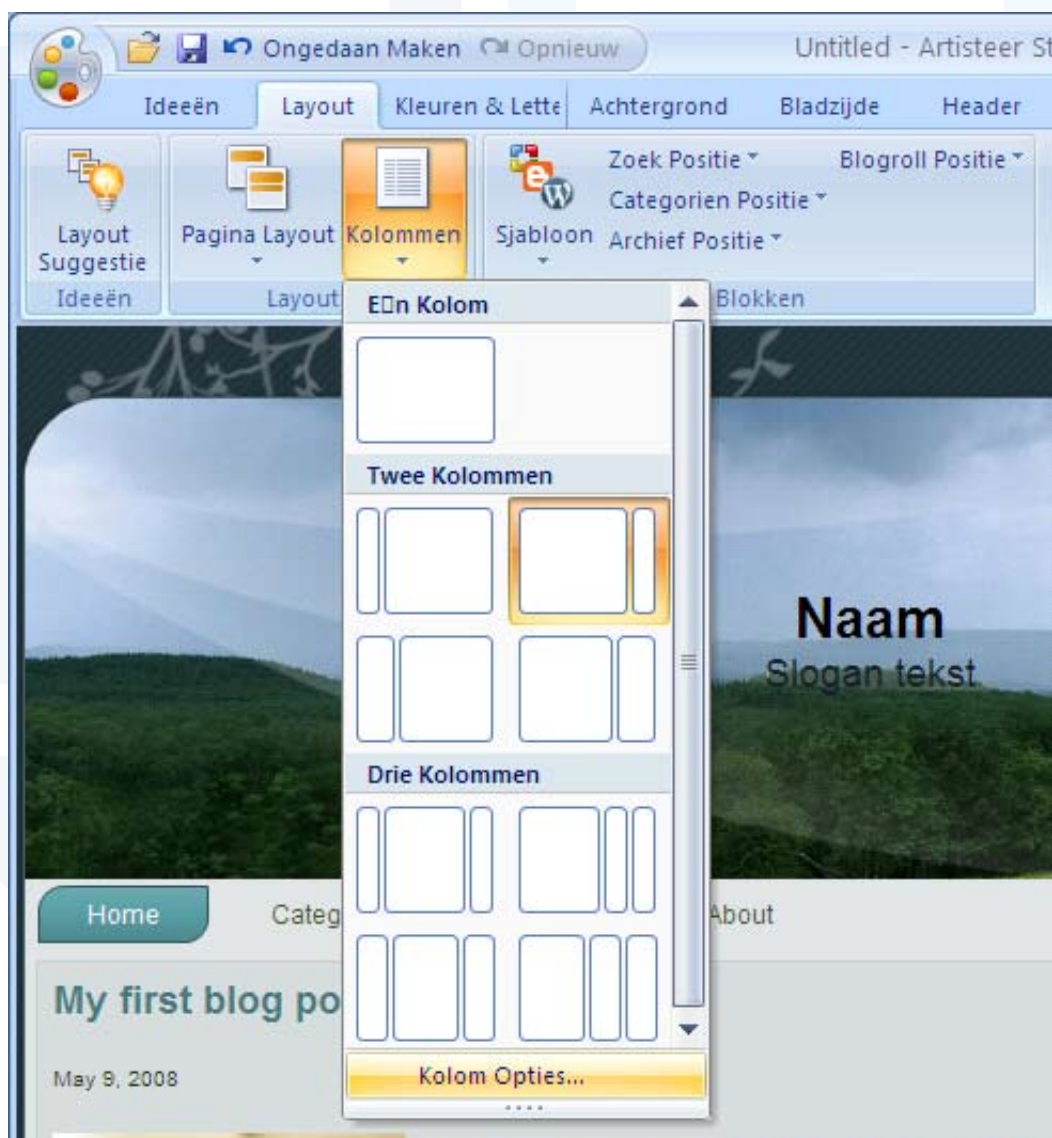 Ongedaan Maken Opnieuw Untitled - Artisteer St
Ideeën Layout Kleuren & Lette Achtergrond Bladzijde Header
Layout Suggestie
Pagina Layout
Kolommen
Sjabloon
Zoek Positie
Categorien Positie
Archief Positie
Blogroll Positie
Ideeën Layout Blokken
E▯n Kolom
Twee Kolommen
Drie Kolommen
Kolom Opties...
Naam
Slogan tekst
Home Categ About
My first blog po
May 9, 2008